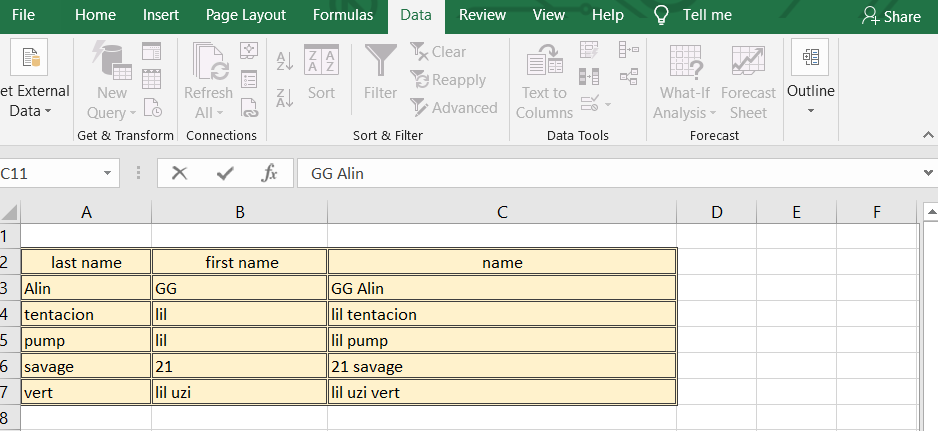 File Home Insert Page Layout Formulas Data Review View Help Tell me Share
et External Data
New Query
Refresh All
Sort
Filter
Clear
Reapply
Advanced
Text to Columns
What-If Analysis
Forecast Sheet
Outline
Get & Transform Connections Sort & Filter Data Tools Forecast
C11 fx GG Alin
A B C D E F
1
2 last name first name name
3 Alin GG GG Alin
4 tentacion lil lil tentacion
5 pump lil lil pump
6 savage 21 21 savage
7 vert lil uzi lil uzi vert
8